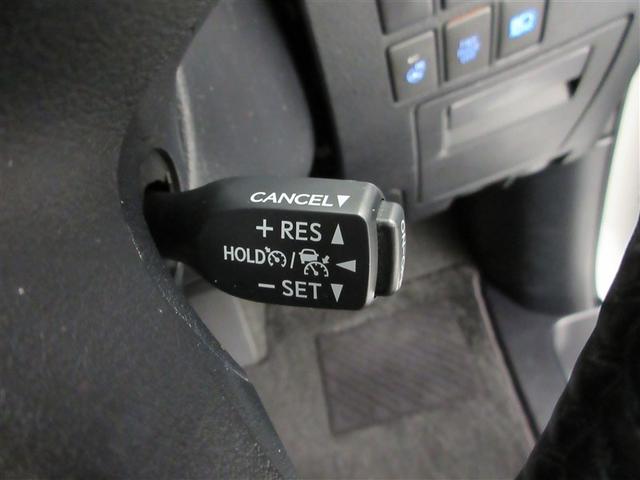 CANCEL▼
+ RES ▲
HOLD / ◀
− SET ▼